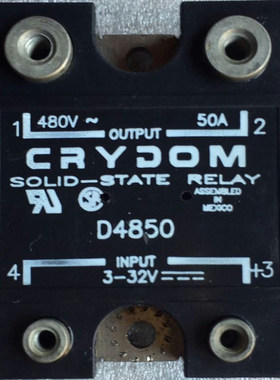 480V ~ 50A
1 OUTPUT 2
CRYDOM
SOLID-STATE RELAY
ASSEMBLED
IN
MEXICO
D4850
4 INPUT +3
3-32V ⎓